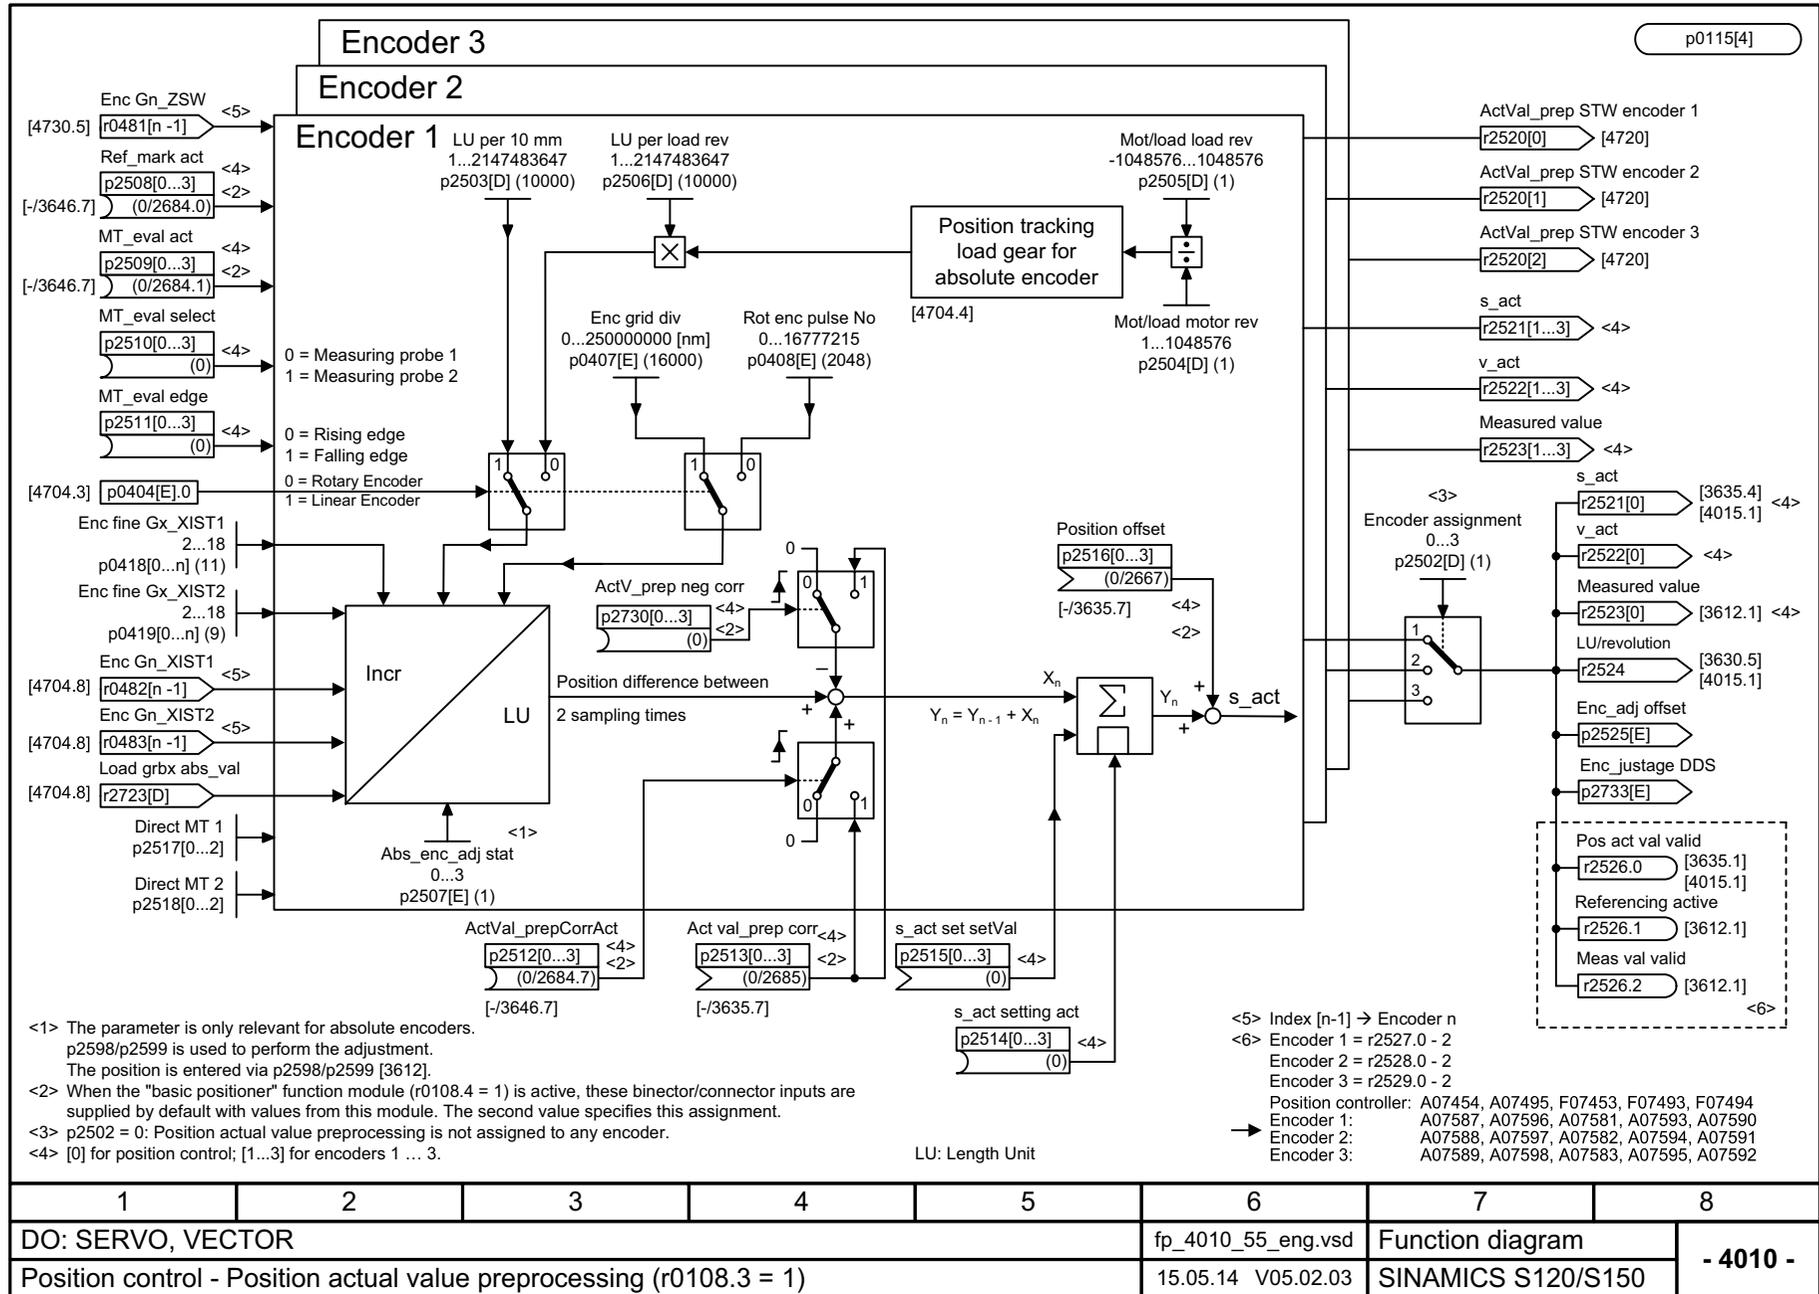 Encoder 3
p0115[4]
Encoder 2
Encoder 1
Enc Gn_ZSW
<5>
[4730.5]
r0481[n -1]
Ref_mark act
<4>
p2508[0...3]
<2>
[-/3646.7]
(0/2684.0)
MT_eval act
<4>
p2509[0...3]
<2>
[-/3646.7]
(0/2684.1)
MT_eval select
p2510[0...3]
<4>
(0)
0 = Measuring probe 1
1 = Measuring probe 2
MT_eval edge
p2511[0...3]
<4>
(0)
0 = Rising edge
1 = Falling edge
[4704.3]
p0404[E].0
0 = Rotary Encoder
1 = Linear Encoder
Enc fine Gx_XIST1
2...18
p0418[0...n] (11)
Enc fine Gx_XIST2
2...18
p0419[0...n] (9)
Enc Gn_XIST1
<5>
[4704.8]
r0482[n -1]
Enc Gn_XIST2
<5>
[4704.8]
r0483[n -1]
Load grbx abs_val
[4704.8]
r2723[D]
Direct MT 1
p2517[0...2]
Direct MT 2
p2518[0...2]
LU per 10 mm
1...2147483647
p2503[D] (10000)
LU per load rev
1...2147483647
p2506[D] (10000)
Mot/load load rev
-1048576...1048576
p2505[D] (1)
Position tracking
load gear for
absolute encoder
[4704.4]
÷
Mot/load motor rev
1...1048576
p2504[D] (1)
Enc grid div
0...250000000 [nm]
p0407[E] (16000)
Rot enc pulse No
0...16777215
p0408[E] (2048)
1
0
1
0
Incr
LU
<1>
Abs_enc_adj stat
0...3
p2507[E] (1)
ActV_prep neg corr
p2730[0...3]
<4>
(0)
<2>
0
0
1
Position difference between
2 sampling times
–
+
+
0
1
0
Position offset
p2516[0...3]
(0/2667)
[-/3635.7]
<4>
<2>
Xn
Yn = Yn - 1 + Xn
Σ
Yn
+
+
s_act
ActVal_prepCorrAct
p2512[0...3]
<4>
<2>
(0/2684.7)
[-/3646.7]
Act val_prep corr
<4>
p2513[0...3]
<2>
(0/2685)
[-/3635.7]
s_act set setVal
p2515[0...3]
<4>
(0)
s_act setting act
p2514[0...3]
<4>
(0)
ActVal_prep STW encoder 1
r2520[0]
[4720]
ActVal_prep STW encoder 2
r2520[1]
[4720]
ActVal_prep STW encoder 3
r2520[2]
[4720]
s_act
r2521[1...3]
<4>
v_act
r2522[1...3]
<4>
Measured value
r2523[1...3]
<4>
<3>
Encoder assignment
0...3
p2502[D] (1)
1
2
3
s_act
r2521[0]
[3635.4]
[4015.1]
<4>
v_act
r2522[0]
<4>
Measured value
r2523[0]
[3612.1]
<4>
LU/revolution
r2524
[3630.5]
[4015.1]
Enc_adj offset
p2525[E]
Enc_justage DDS
p2733[E]
Pos act val valid
r2526.0
[3635.1]
[4015.1]
Referencing active
r2526.1
[3612.1]
Meas val valid
r2526.2
[3612.1]
<6>
<1> The parameter is only relevant for absolute encoders.
p2598/p2599 is used to perform the adjustment.
The position is entered via p2598/p2599 [3612].
<2> When the "basic positioner" function module (r0108.4 = 1) is active, these binector/connector inputs are
supplied by default with values from this module. The second value specifies this assignment.
<3> p2502 = 0: Position actual value preprocessing is not assigned to any encoder.
<4> [0] for position control; [1...3] for encoders 1 … 3.
LU: Length Unit
<5> Index [n-1] → Encoder n
<6> Encoder 1 = r2527.0 - 2
Encoder 2 = r2528.0 - 2
Encoder 3 = r2529.0 - 2
Position controller: A07454, A07495, F07453, F07493, F07494
Encoder 1: A07587, A07596, A07581, A07593, A07590
Encoder 2: A07588, A07597, A07582, A07594, A07591
Encoder 3: A07589, A07598, A07583, A07595, A07592
1 2 3 4 5 6 7 8
DO: SERVO, VECTOR
fp_4010_55_eng.vsd
Function diagram
- 4010 -
Position control - Position actual value preprocessing (r0108.3 = 1)
15.05.14 V05.02.03
SINAMICS S120/S150